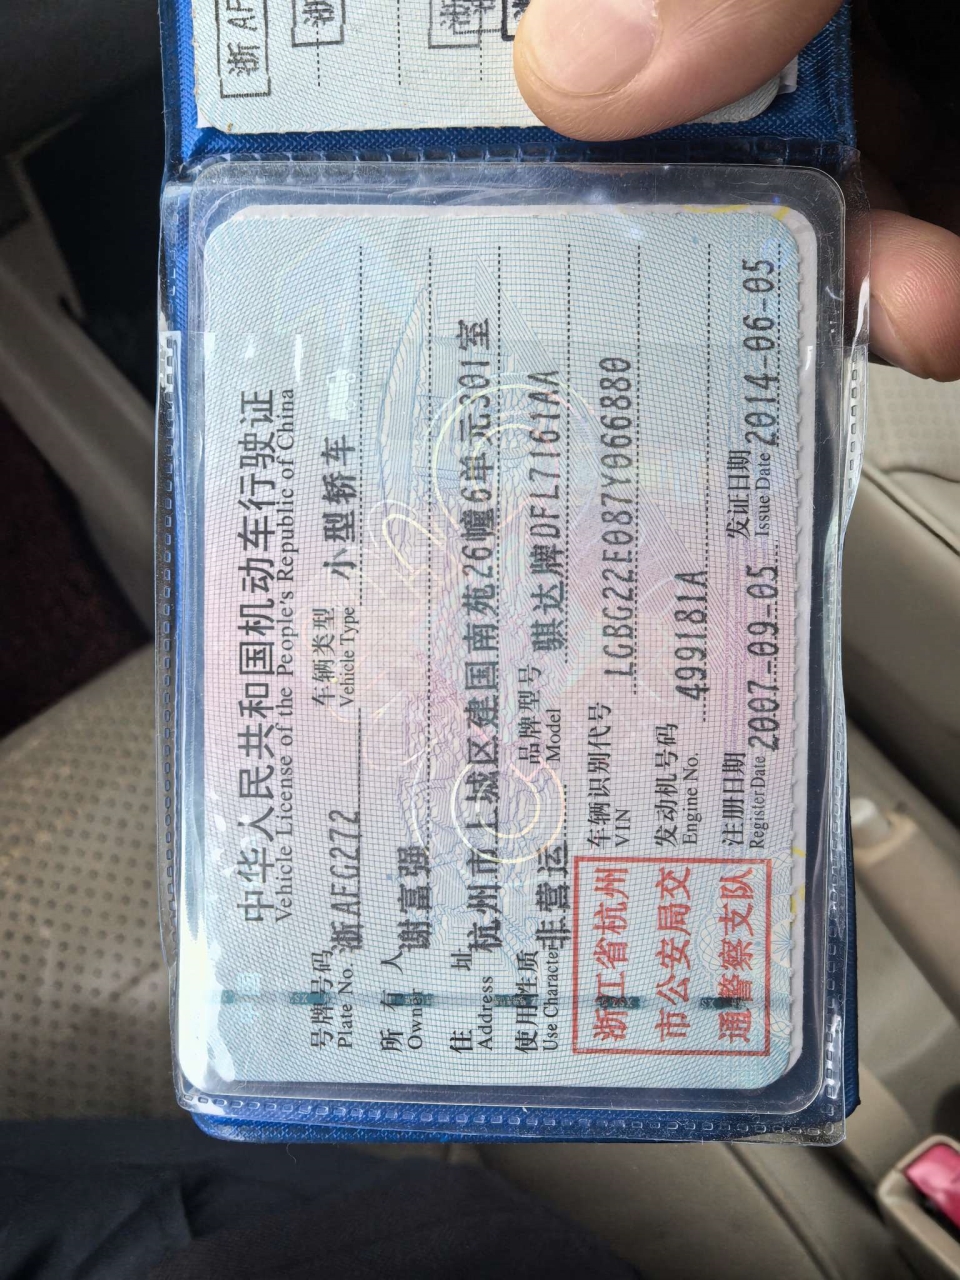 浙 AF
浙
浙
浙
中华人民共和国机动车行驶证
Vehicle License of the People's Republic of China
号牌号码 浙AFG272 车辆类型 小型轿车
Plate No. Vehicle Type
所有人 谢富强
Owner
住址 杭州市上城区建国南苑26幢6单元301室
Address
使用性质 非营运 品牌型号 骐达牌DFL7161AA
Use Character Model
浙江省杭州
市公安局交
通警察支队
车辆识别代号 LGBG22E087Y066880
VIN
发动机号码 499181A
Engine No.
注册日期 2007-09-05 发证日期 2014-06-05
Register Date Issue Date